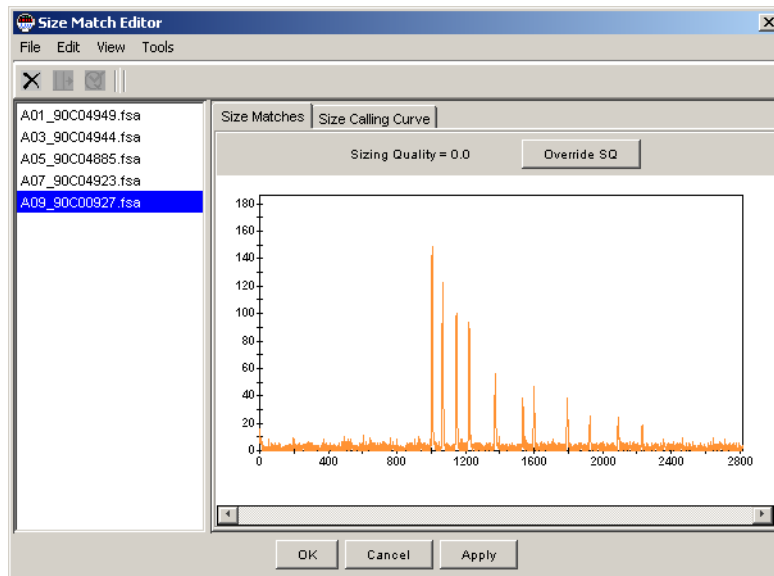 Size Match Editor
File Edit View Tools
A01_90C04949.fsa
A03_90C04944.fsa
A05_90C04885.fsa
A07_90C04923.fsa
A09_90C00927.fsa
Size Matches Size Calling Curve
Sizing Quality = 0.0 Override SQ
180
160
140
120
100
80
60
40
20
0
0 400 800 1200 1600 2000 2400 2800
OK Cancel Apply